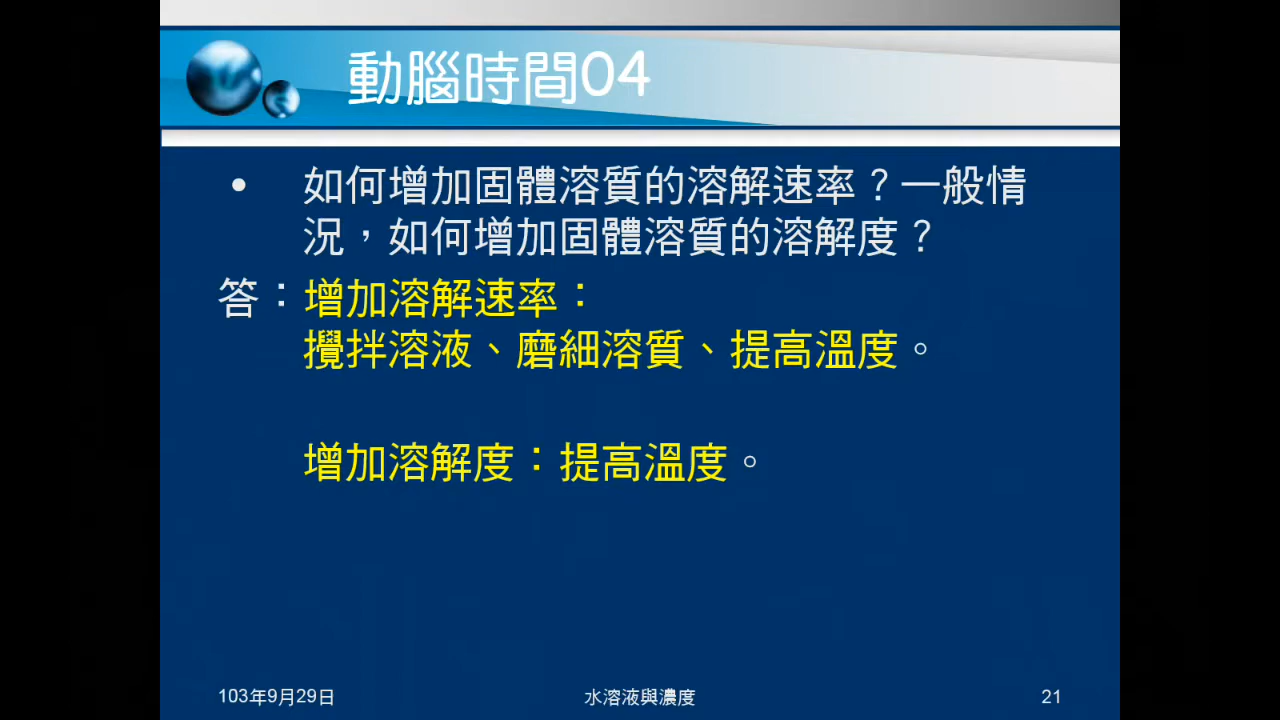 動腦時間04
• 如何增加固體溶質的溶解速率？一般情
況，如何增加固體溶質的溶解度？
答：增加溶解速率：
攪拌溶液、磨細溶質、提高溫度。
增加溶解度：提高溫度。
103年9月29日
水溶液與濃度
21